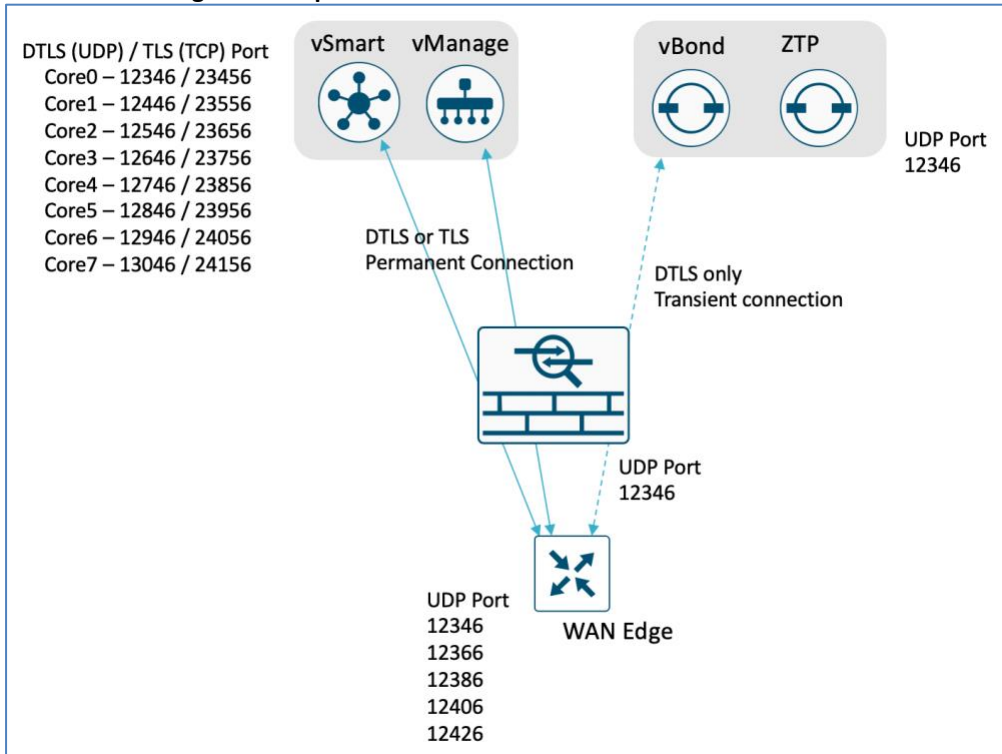 DTLS (UDP) / TLS (TCP) Port
Core0 – 12346 / 23456
Core1 – 12446 / 23556
Core2 – 12546 / 23656
Core3 – 12646 / 23756
Core4 – 12746 / 23856
Core5 – 12846 / 23956
Core6 – 12946 / 24056
Core7 – 13046 / 24156
vSmart
vManage
vBond
ZTP
UDP Port
12346
DTLS or TLS
Permanent Connection
DTLS only
Transient connection
UDP Port
12346
WAN Edge
UDP Port
12346
12366
12386
12406
12426